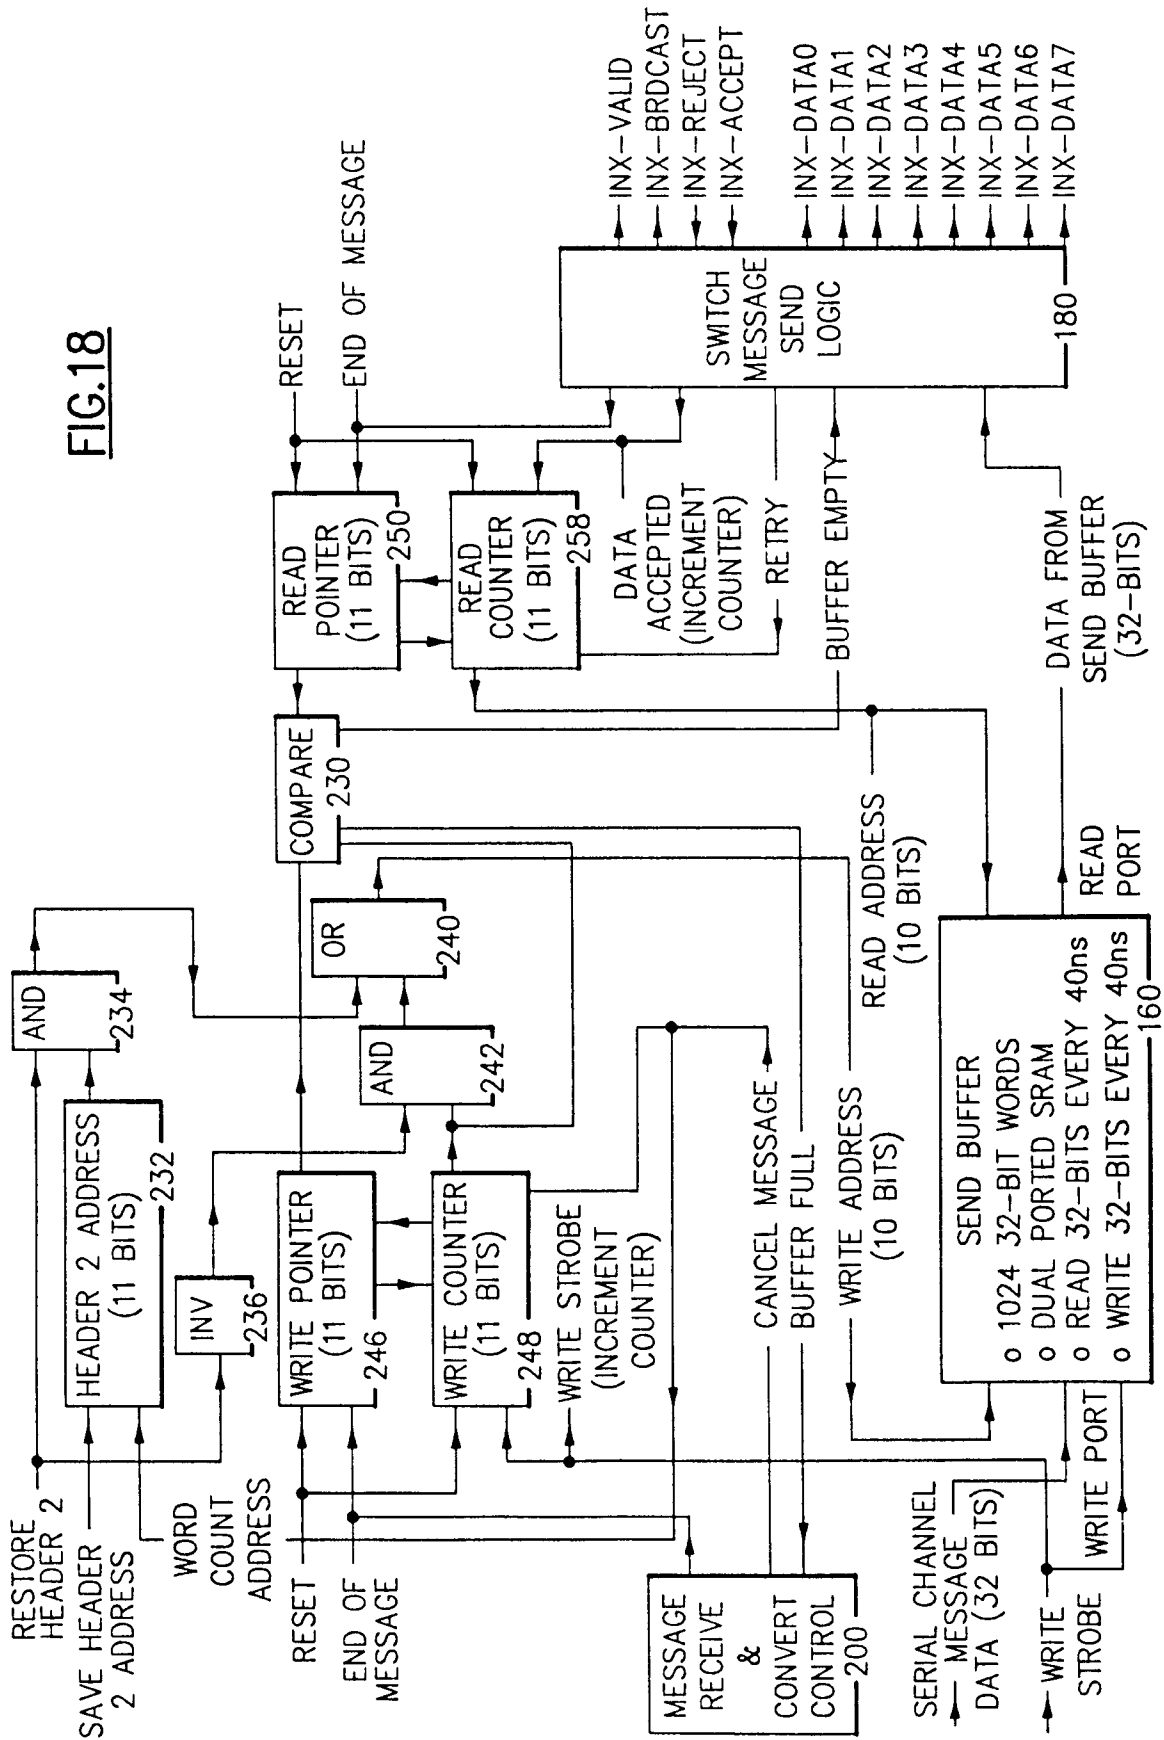 FIG.18
RESTORE
HEADER 2
SAVE HEADER
2 ADDRESS
WORD
COUNT
ADDRESS
HEADER 2 ADDRESS
(11 BITS)
232
AND
234
INV
236
RESET
END OF
MESSAGE
WRITE POINTER
(11
BITS)
246
WRITE COUNTER
(11
BITS)
248
AND
242
OR
240
COMPARE
230
READ
POINTER
(11 BITS)
250
READ
COUNTER
(11 BITS)
258
RESET
END OF MESSAGE
WRITE STROBE
(INCREMENT
COUNTER)
DATA
ACCEPTED
(INCREMENT
COUNTER)
RETRY
BUFFER EMPTY
MESSAGE
RECEIVE
&
CONVERT
CONTROL
200
CANCEL MESSAGE
BUFFER FULL
WRITE ADDRESS
(10 BITS)
READ ADDRESS
(10 BITS)
SWITCH
MESSAGE
SEND
LOGIC
180
INX-VALID
INX-BRDCAST
INX-REJECT
INX-ACCEPT
INX-DATA0
INX-DATA1
INX-DATA2
INX-DATA3
INX-DATA4
INX-DATA5
INX-DATA6
INX-DATA7
SERIAL CHANNEL
MESSAGE
DATA (32 BITS)
WRITE
STROBE
WRITE PORT
SEND BUFFER
o 1024 32-BIT WORDS
o DUAL PORTED SRAM
o READ 32-BITS EVERY 40ns
o WRITE 32-BITS EVERY 40ns
160
READ
PORT
DATA FROM
SEND BUFFER
(32-BITS)